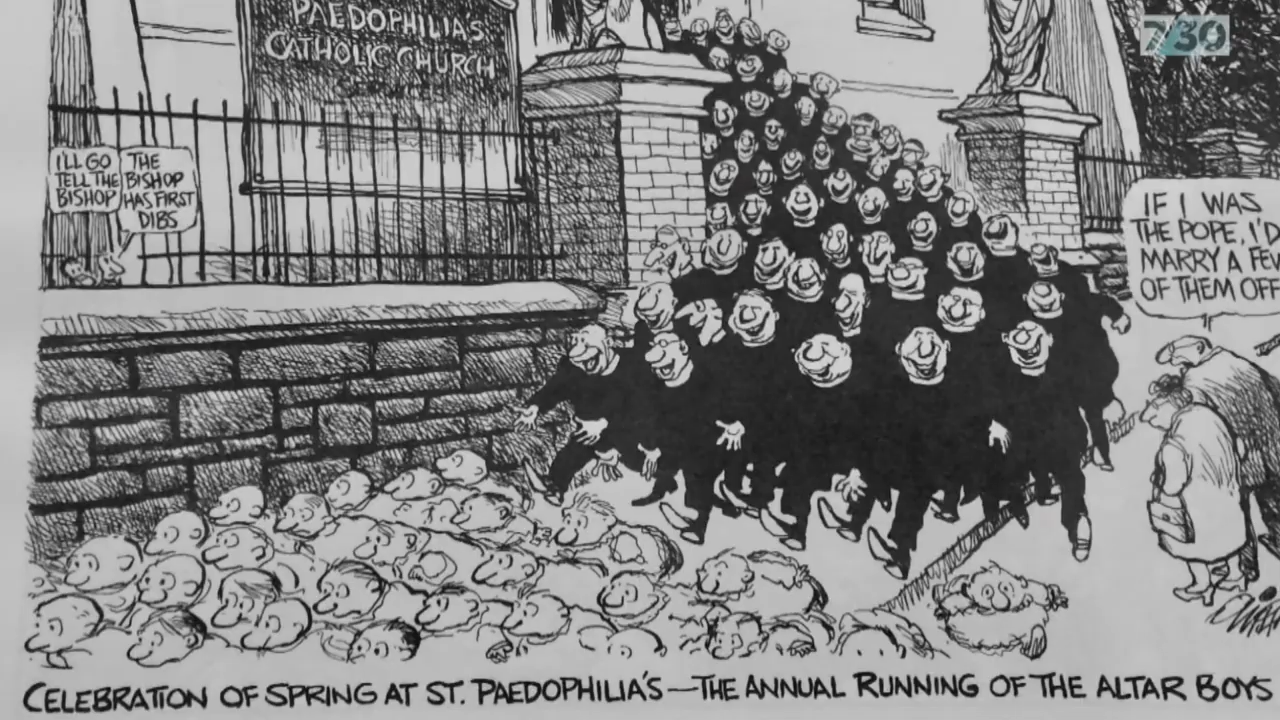 PAEDOPHILIA'S
CATHOLIC CHURCH
7/30
I'LL GO
TELL THE
BISHOP
THE
BISHOP
HAS FIRST
DIBS
IF I WAS
THE POPE, I'D
MARRY A FEW
OF THEM OFF
CELEBRATION OF SPRING AT ST. PAEDOPHILIA'S—THE ANNUAL RUNNING OF THE ALTAR BOYS